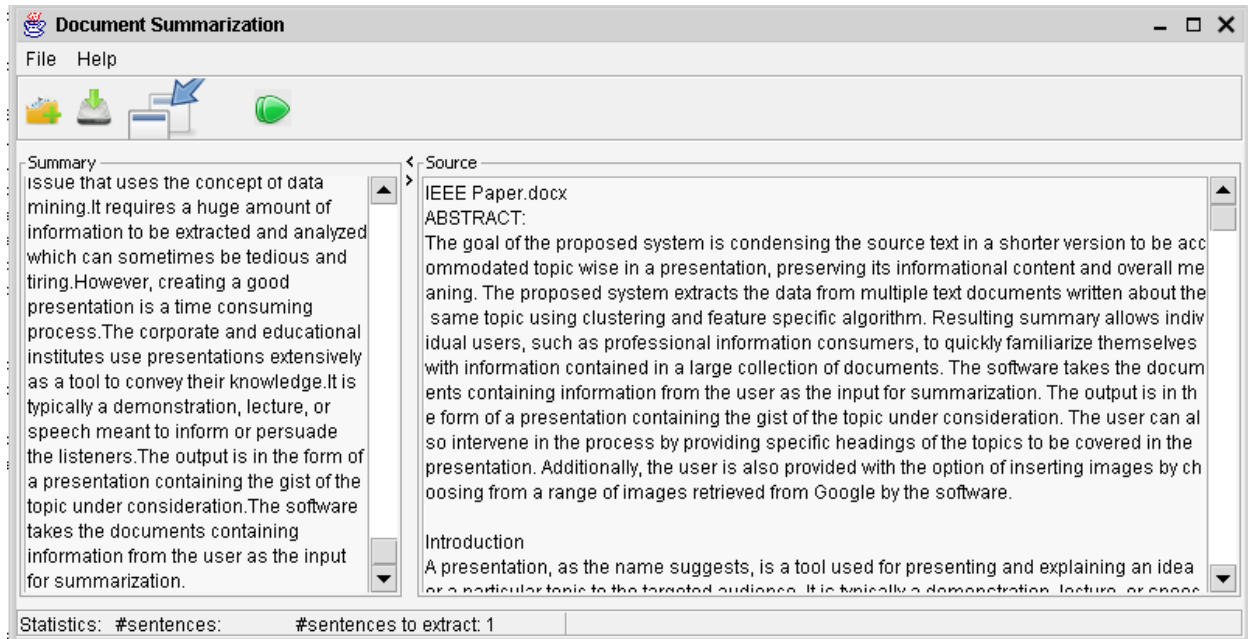 Document Summarization
File Help
Summary
issue that uses the concept of data
mining.It requires a huge amount of
information to be extracted and analyzed
which can sometimes be tedious and
tiring.However, creating a good
presentation is a time consuming
process.The corporate and educational
institutes use presentations extensively
as a tool to convey their knowledge.It is
typically a demonstration, lecture, or
speech meant to inform or persuade
the listeners.The output is in the form of
a presentation containing the gist of the
topic under consideration.The software
takes the documents containing
information from the user as the input
for summarization.
Source
IEEE Paper.docx
ABSTRACT:
The goal of the proposed system is condensing the source text in a shorter version to be acc
ommodated topic wise in a presentation, preserving its informational content and overall me
aning. The proposed system extracts the data from multiple text documents written about the
same topic using clustering and feature specific algorithm. Resulting summary allows indiv
idual users, such as professional information consumers, to quickly familiarize themselves
with information contained in a large collection of documents. The software takes the docum
ents containing information from the user as the input for summarization. The output is in th
e form of a presentation containing the gist of the topic under consideration. The user can al
so intervene in the process by providing specific headings of the topics to be covered in the
presentation. Additionally, the user is also provided with the option of inserting images by ch
oosing from a range of images retrieved from Google by the software.
Introduction
A presentation, as the name suggests, is a tool used for presenting and explaining an idea
or a particular topic to the targeted audience. It is typically a demonstration, lecture, or speec
Statistics: #sentences: #sentences to extract: 1